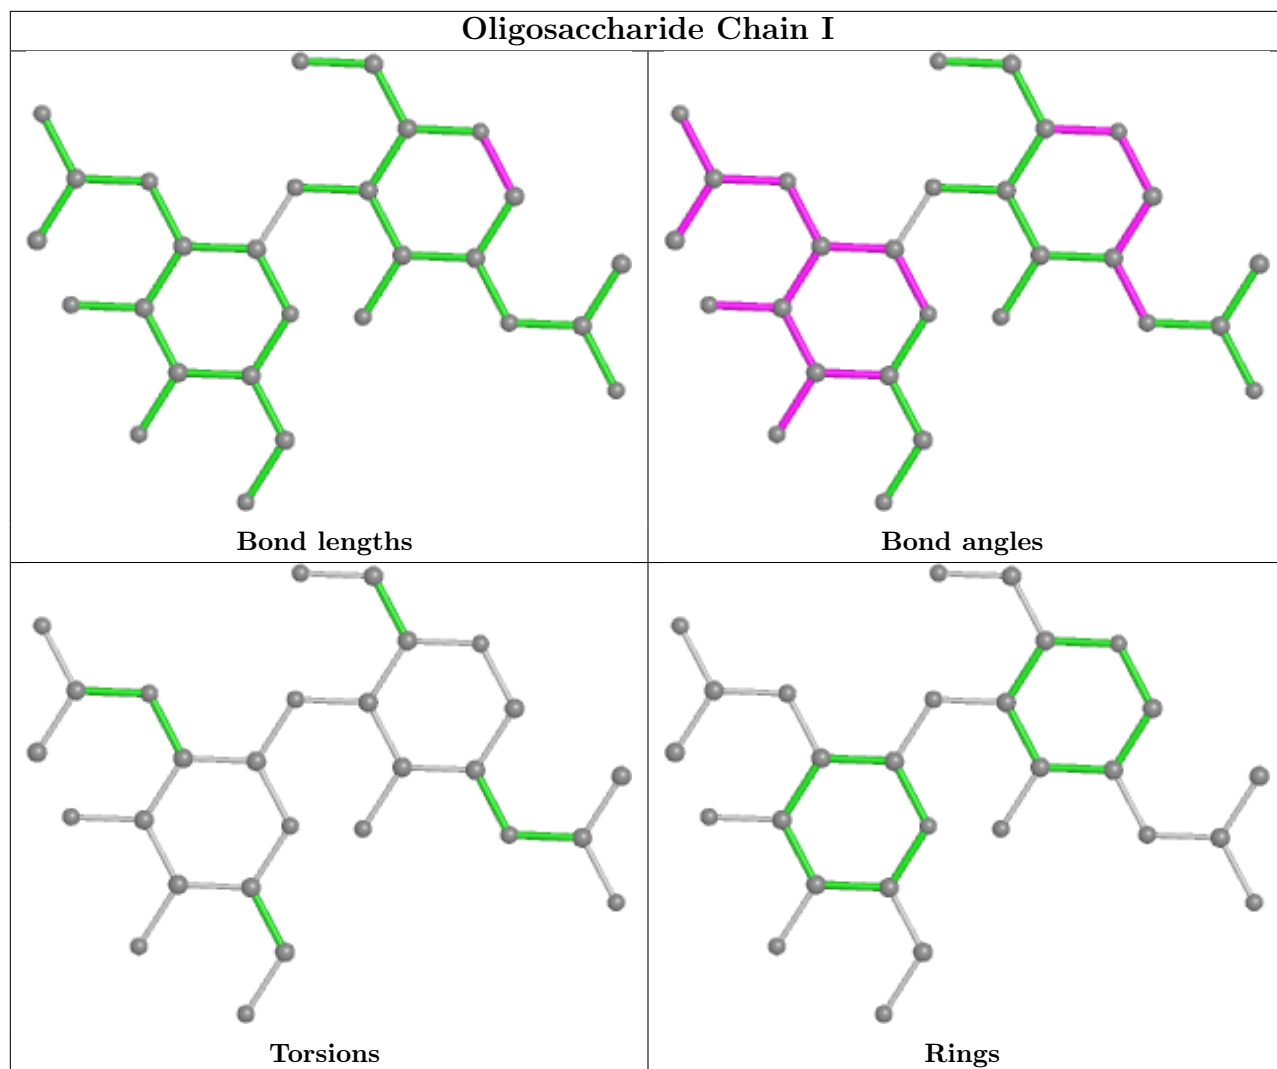 Oligosaccharide Chain I
Bond lengths
Bond angles
Torsions
Rings